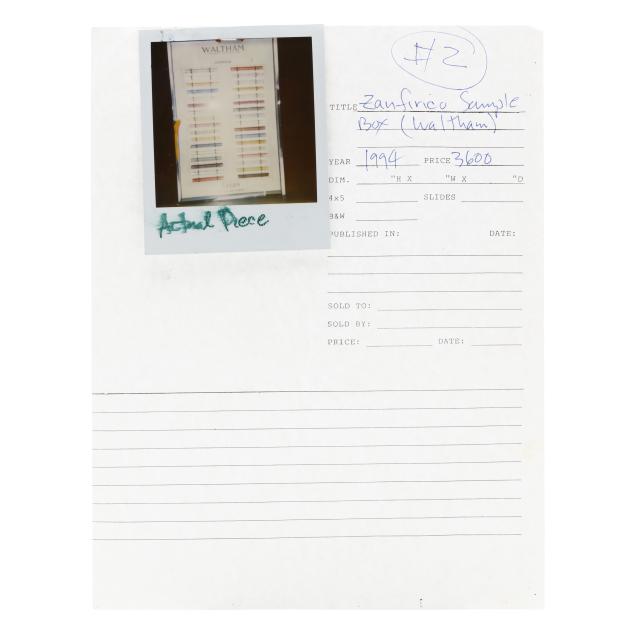 WALTHAM
Actual Piece
#2
TITLE Zanfirico Sample
Box (Waltham)
YEAR 1994 PRICE 3600
DIM. "H X "W X "D
4x5 SLIDES
B&W
PUBLISHED IN: DATE:
SOLD TO:
SOLD BY:
PRICE: DATE: